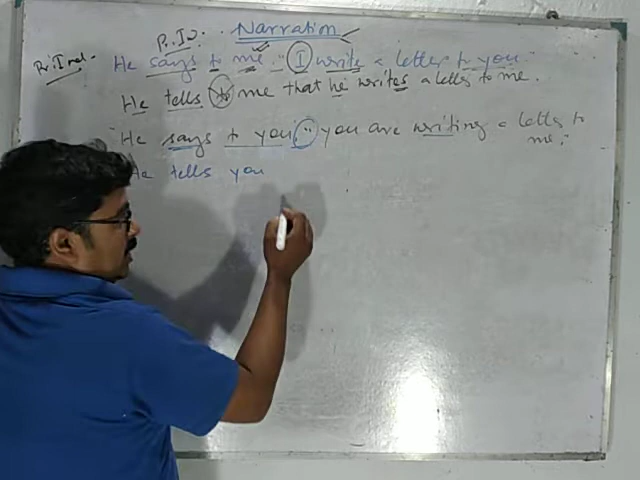 Narration
Pr. I nd. He says to me " I write a letter to you"
He tells me that he writes a letter to me.
He says to you, " you are writing a letter to me."
He tells you